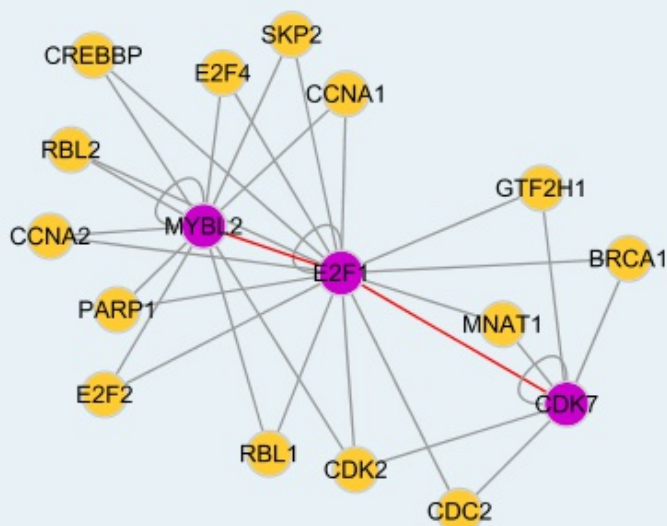 SKP2
CREBBP
E2F4
CCNA1
RBL2
GTF2H1
MYBL2
CCNA2
BRCA1
E2F1
PARP1
MNAT1
E2F2
CDK7
RBL1
CDK2
CDC2